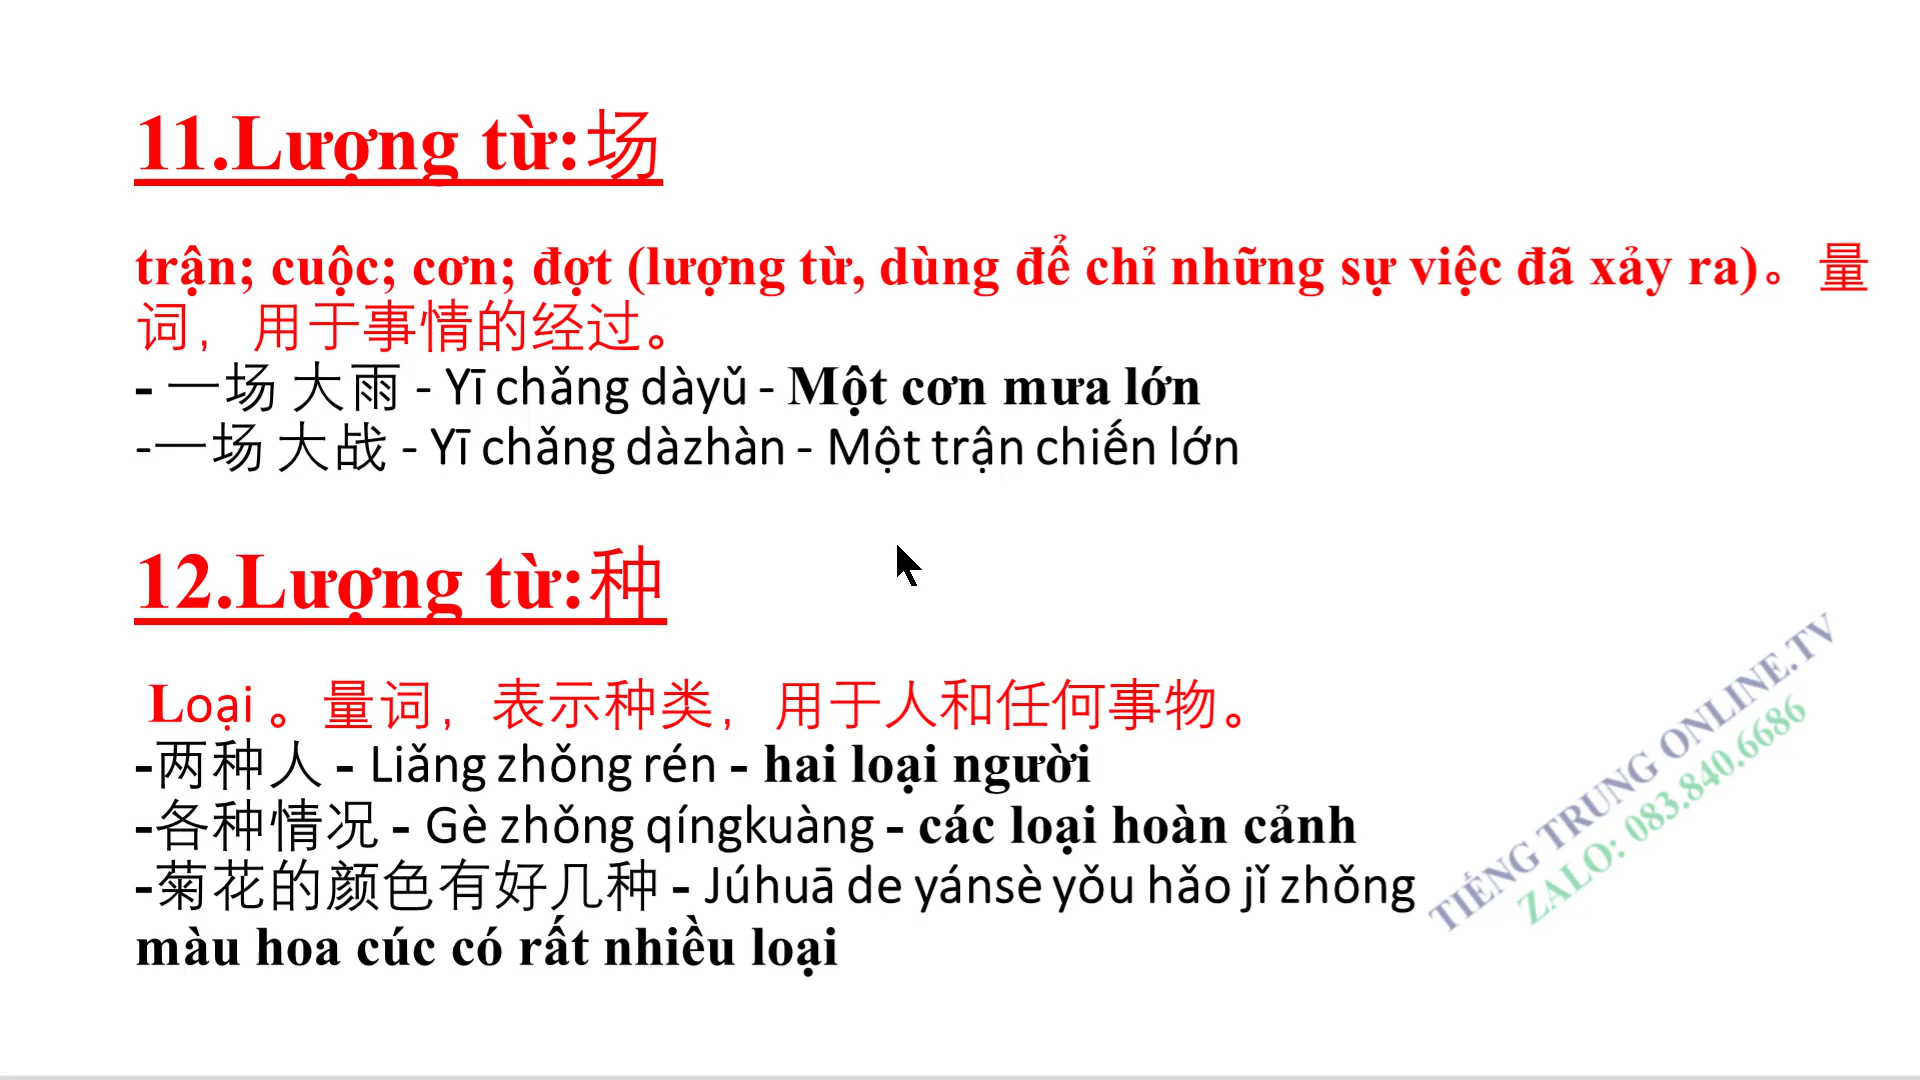 11.Lượng từ:场
trận; cuộc; cơn; đợt (lượng từ, dùng để chỉ những sự việc đã xảy ra)。量
词，用于事情的经过。
- 一场 大雨 - Yī chǎng dàyǔ - Một cơn mưa lớn
-一场 大战 - Yī chǎng dàzhàn - Một trận chiến lớn
12.Lượng từ:种
Loại 。量词，表示种类，用于人和任何事物。
-两种人 - Liǎng zhǒng rén - hai loại người
-各种情况 - Gè zhǒng qíngkuàng - các loại hoàn cảnh
-菊花的颜色有好几种 - Júhuā de yánsè yǒu hǎo jǐ zhǒng
màu hoa cúc có rất nhiều loại
TIẾNG TRUNG ONLINE.TV
ZALO: 083.840.6686